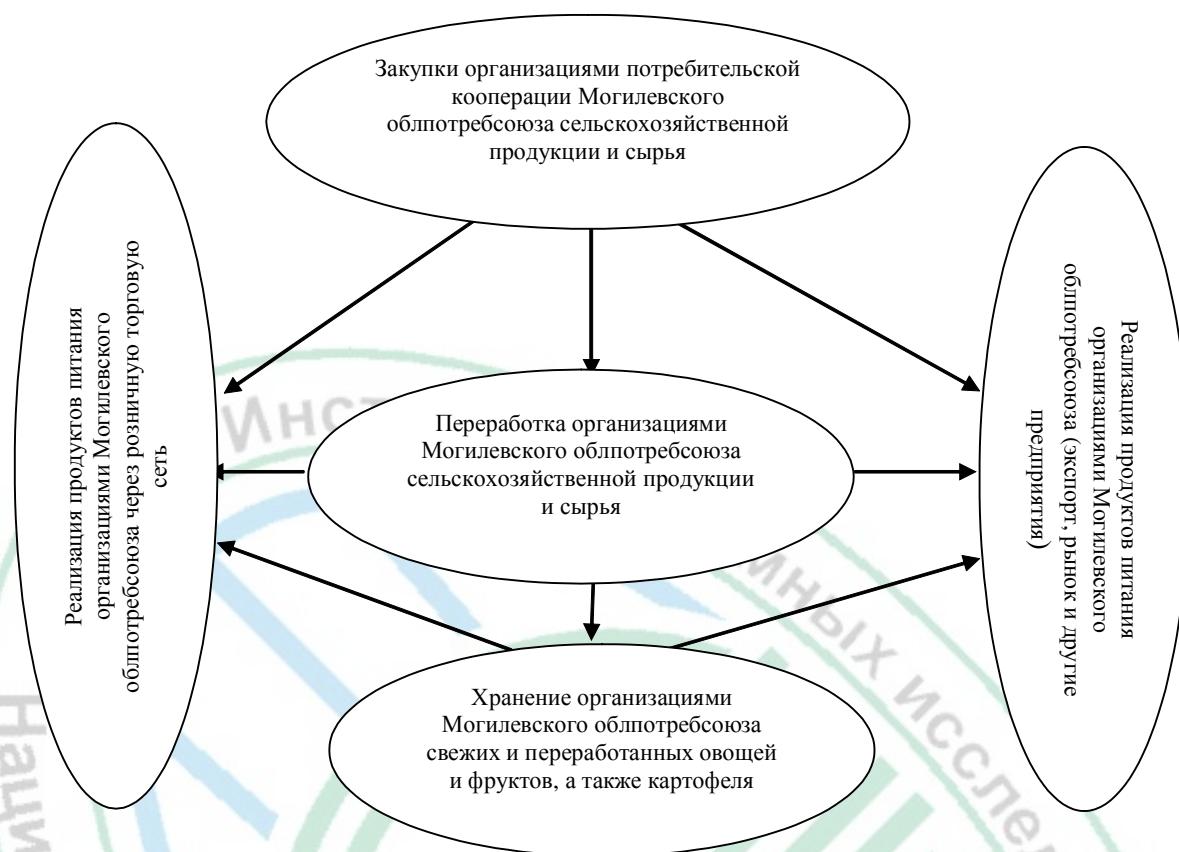 Закупки организациями потребительской
кооперации Могилевского
облпотребсоюза сельскохозяйственной
продукции и сырья
Реализация продуктов питания
организациями Могилевского
облпотребсоюза через розничную торговую
сеть
Переработка организациями
Могилевского облпотребсоюза
сельскохозяйственной продукции
и сырья
Реализация продуктов питания
организациями Могилевского
облпотребсоюза (экспорт, рынок и другие
предприятия)
Хранение организациями
Могилевского облпотребсоюза
свежих и переработанных овощей
и фруктов, а также картофеля